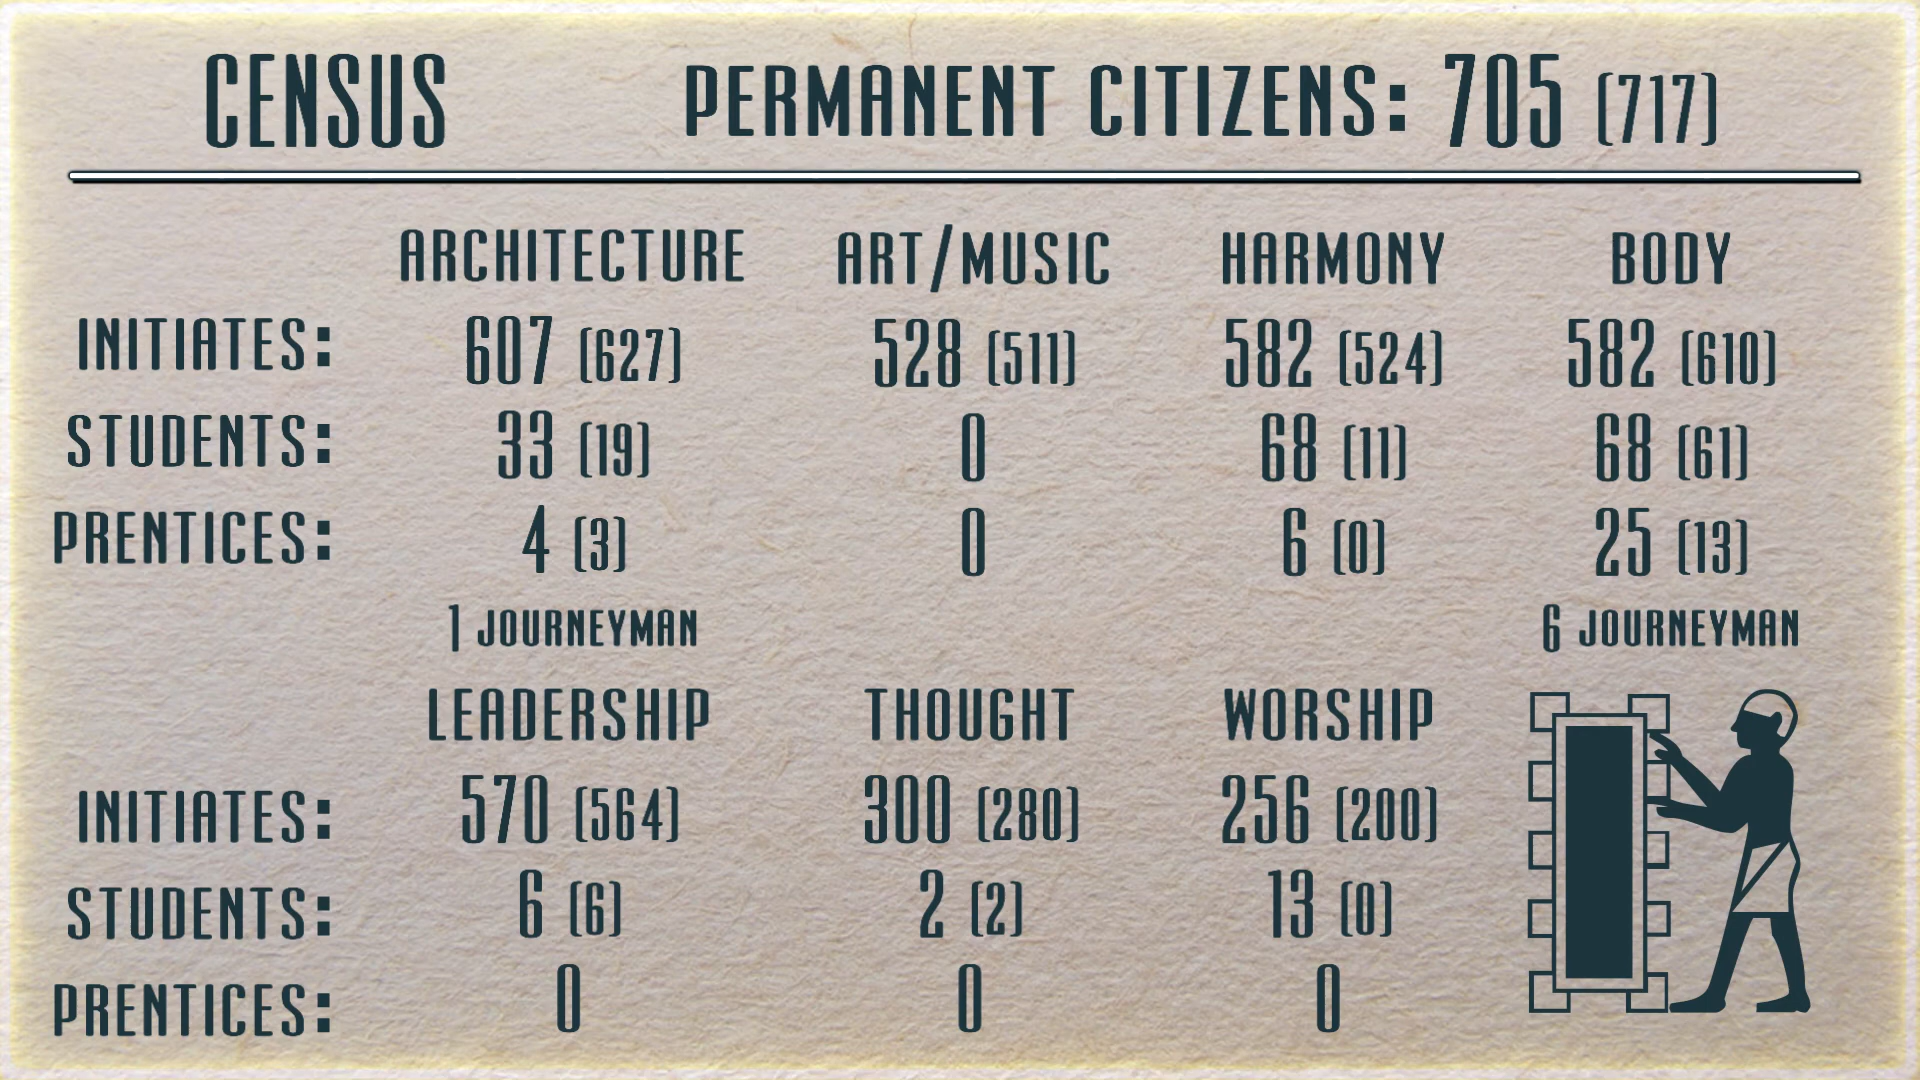 CENSUS PERMANENT CITIZENS: 705 (717)
ARCHITECTURE ART/MUSIC HARMONY BODY
INITIATES: 607 (627) 528 (511) 582 (524) 582 (610)
STUDENTS: 33 (19) 0 68 (11) 68 (61)
PRENTICES: 4 (3) 0 6 (0) 25 (13)
1 JOURNEYMAN 6 JOURNEYMAN
LEADERSHIP THOUGHT WORSHIP
INITIATES: 570 (564) 300 (280) 256 (200)
STUDENTS: 6 (6) 2 (2) 13 (0)
PRENTICES: 0 0 0